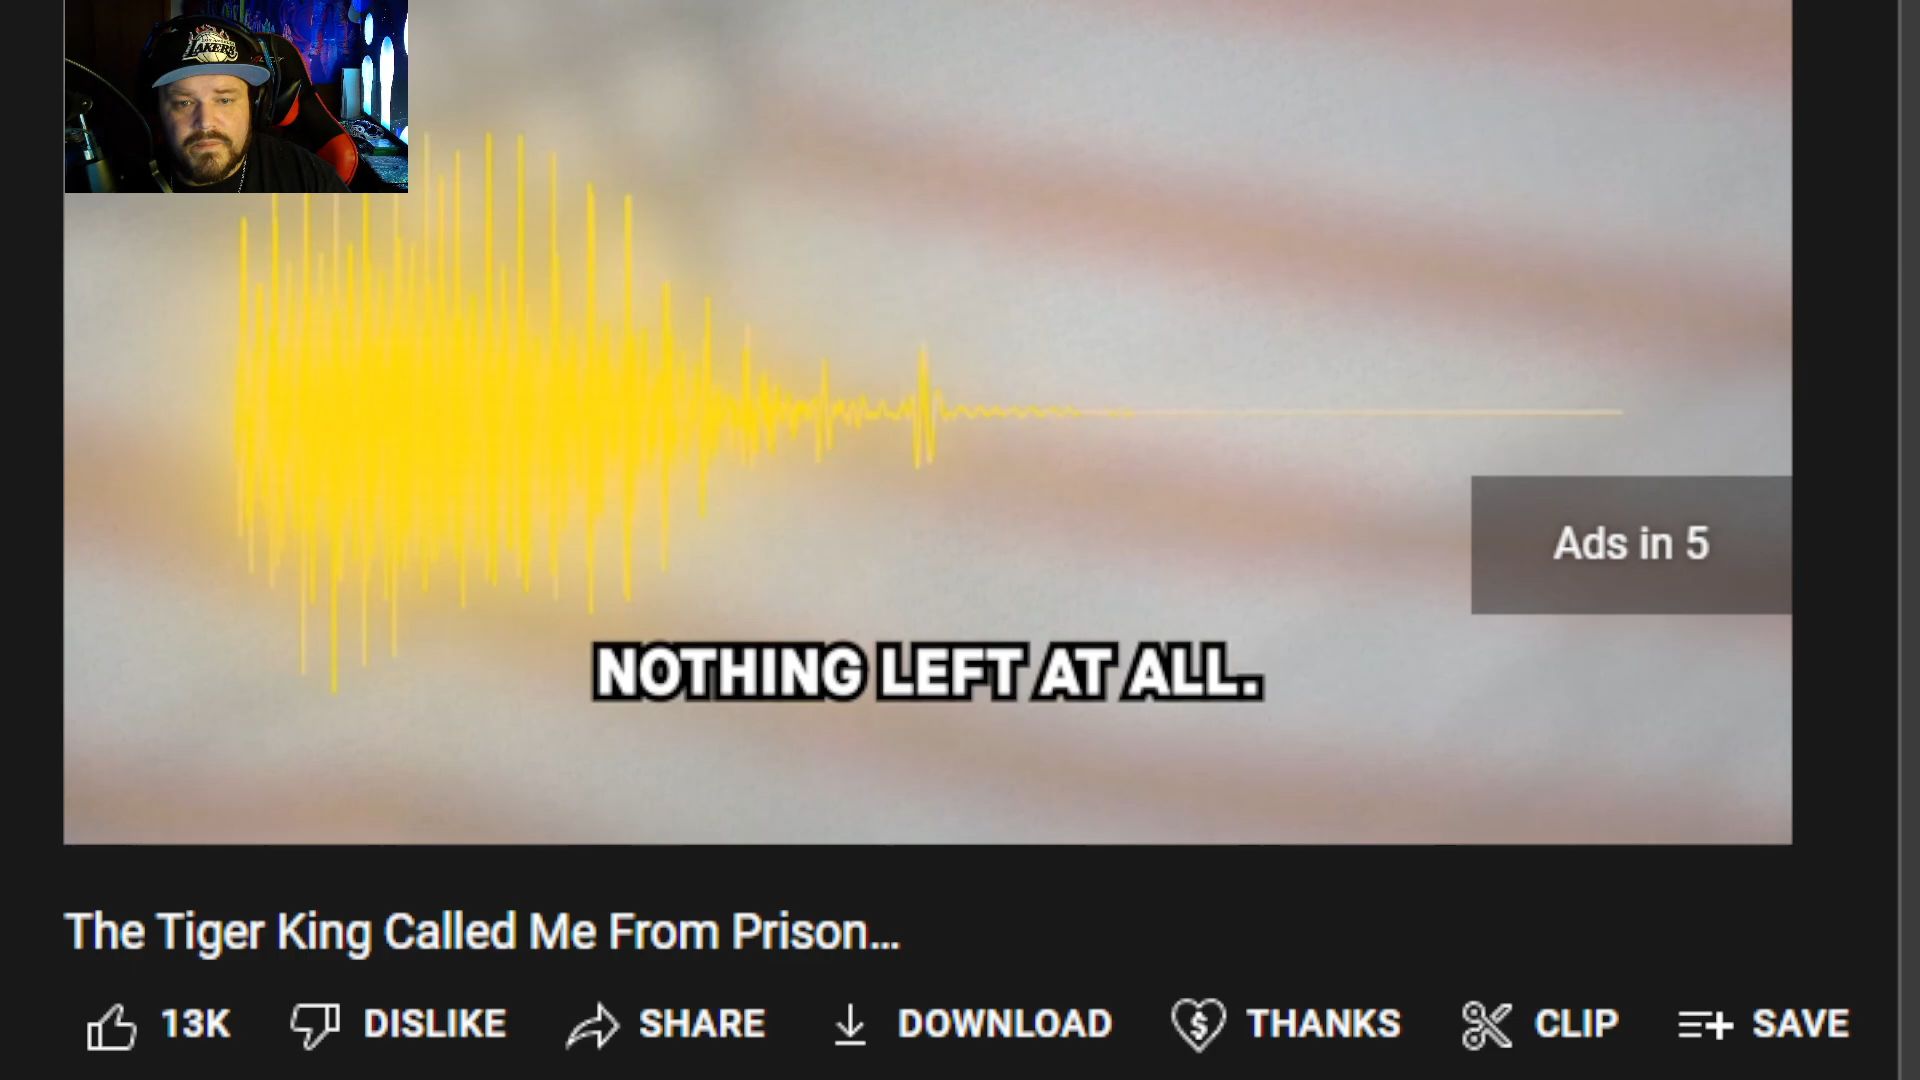 LAKERS
Ads in 5
NOTHING LEFT AT ALL.
The Tiger King Called Me From Prison...
13K DISLIKE SHARE DOWNLOAD THANKS CLIP SAVE